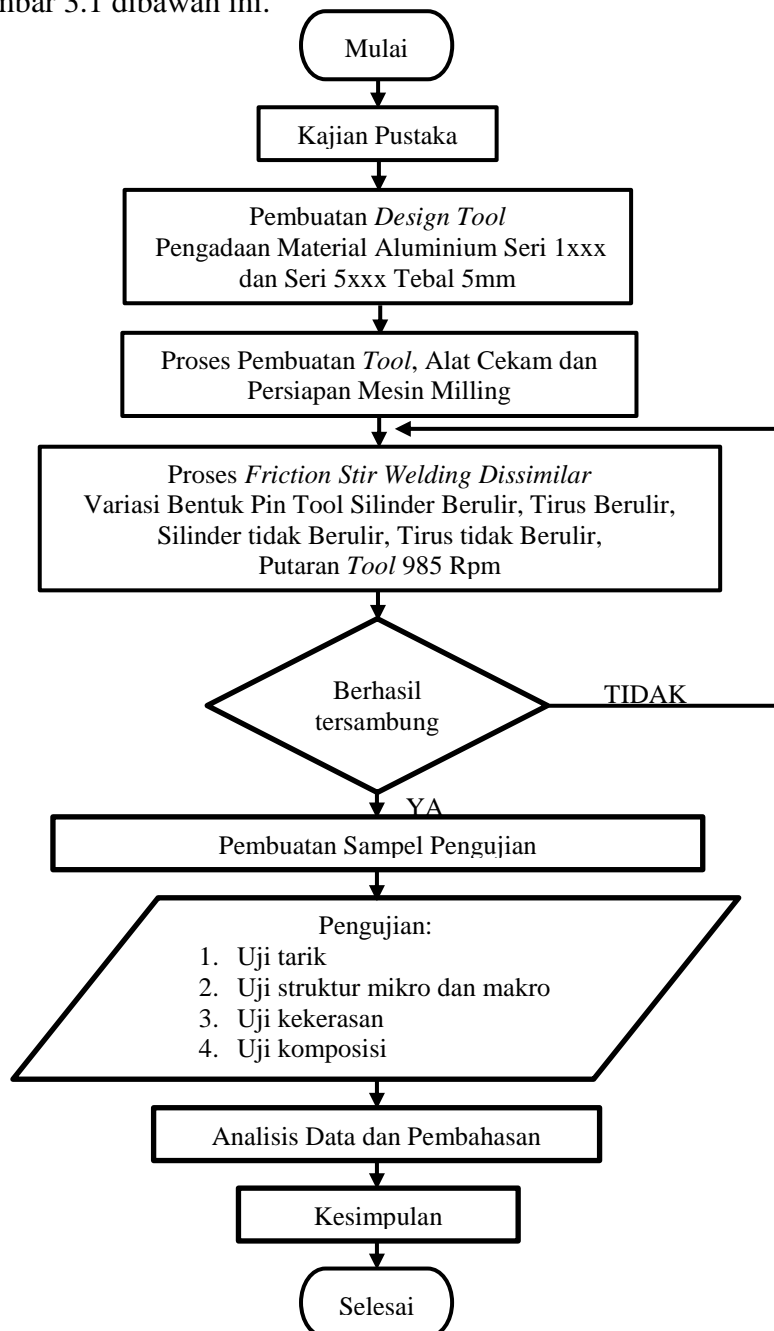 mbar 3.1 dibawah ini.
Mulai
Kajian Pustaka
Pembuatan Design Tool
Pengadaan Material Aluminium Seri 1xxx
dan Seri 5xxx Tebal 5mm
Proses Pembuatan Tool, Alat Cekam dan
Persiapan Mesin Milling
Proses Friction Stir Welding Dissimilar
Variasi Bentuk Pin Tool Silinder Berulir, Tirus Berulir,
Silinder tidak Berulir, Tirus tidak Berulir,
Putaran Tool 985 Rpm
Berhasil
tersambung
TIDAK
YA
Pembuatan Sampel Pengujian
Pengujian:
1. Uji tarik
2. Uji struktur mikro dan makro
3. Uji kekerasan
4. Uji komposisi
Analisis Data dan Pembahasan
Kesimpulan
Selesai